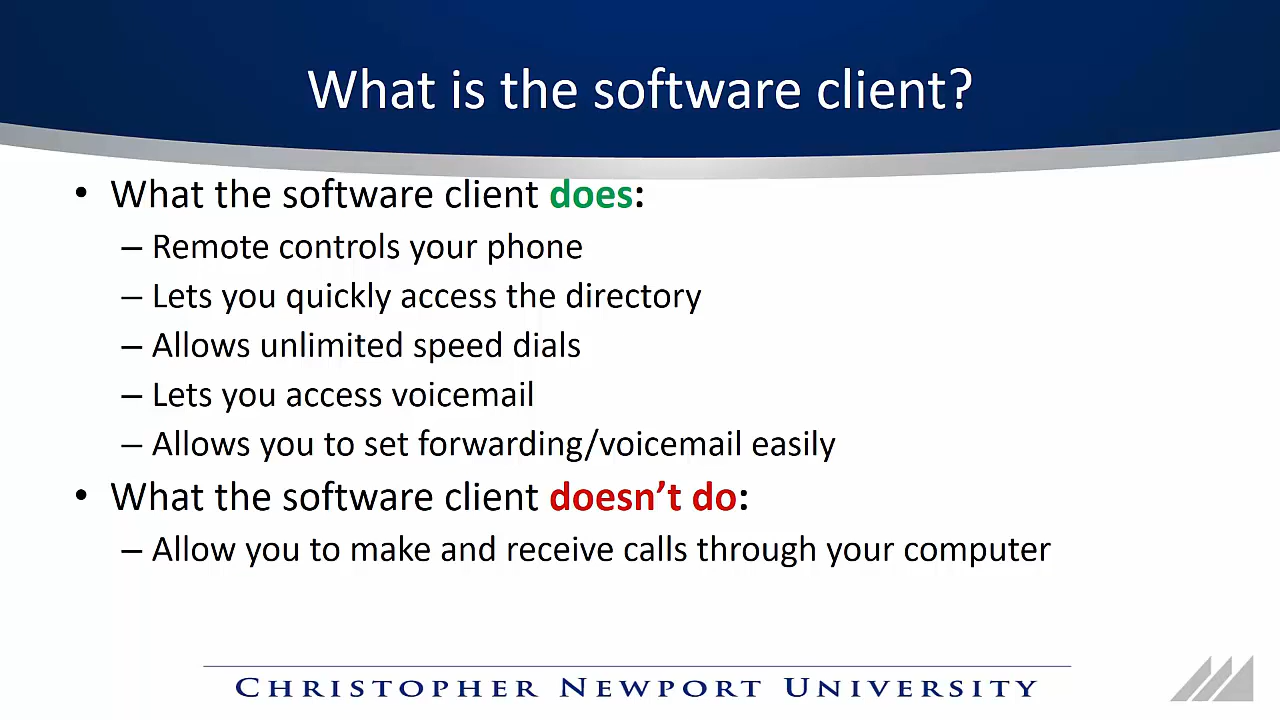 What is the software client?
• What the software client does:
– Remote controls your phone
– Lets you quickly access the directory
– Allows unlimited speed dials
– Lets you access voicemail
– Allows you to set forwarding/voicemail easily
• What the software client doesn’t do:
– Allow you to make and receive calls through your computer
CHRISTOPHER NEWPORT UNIVERSITY